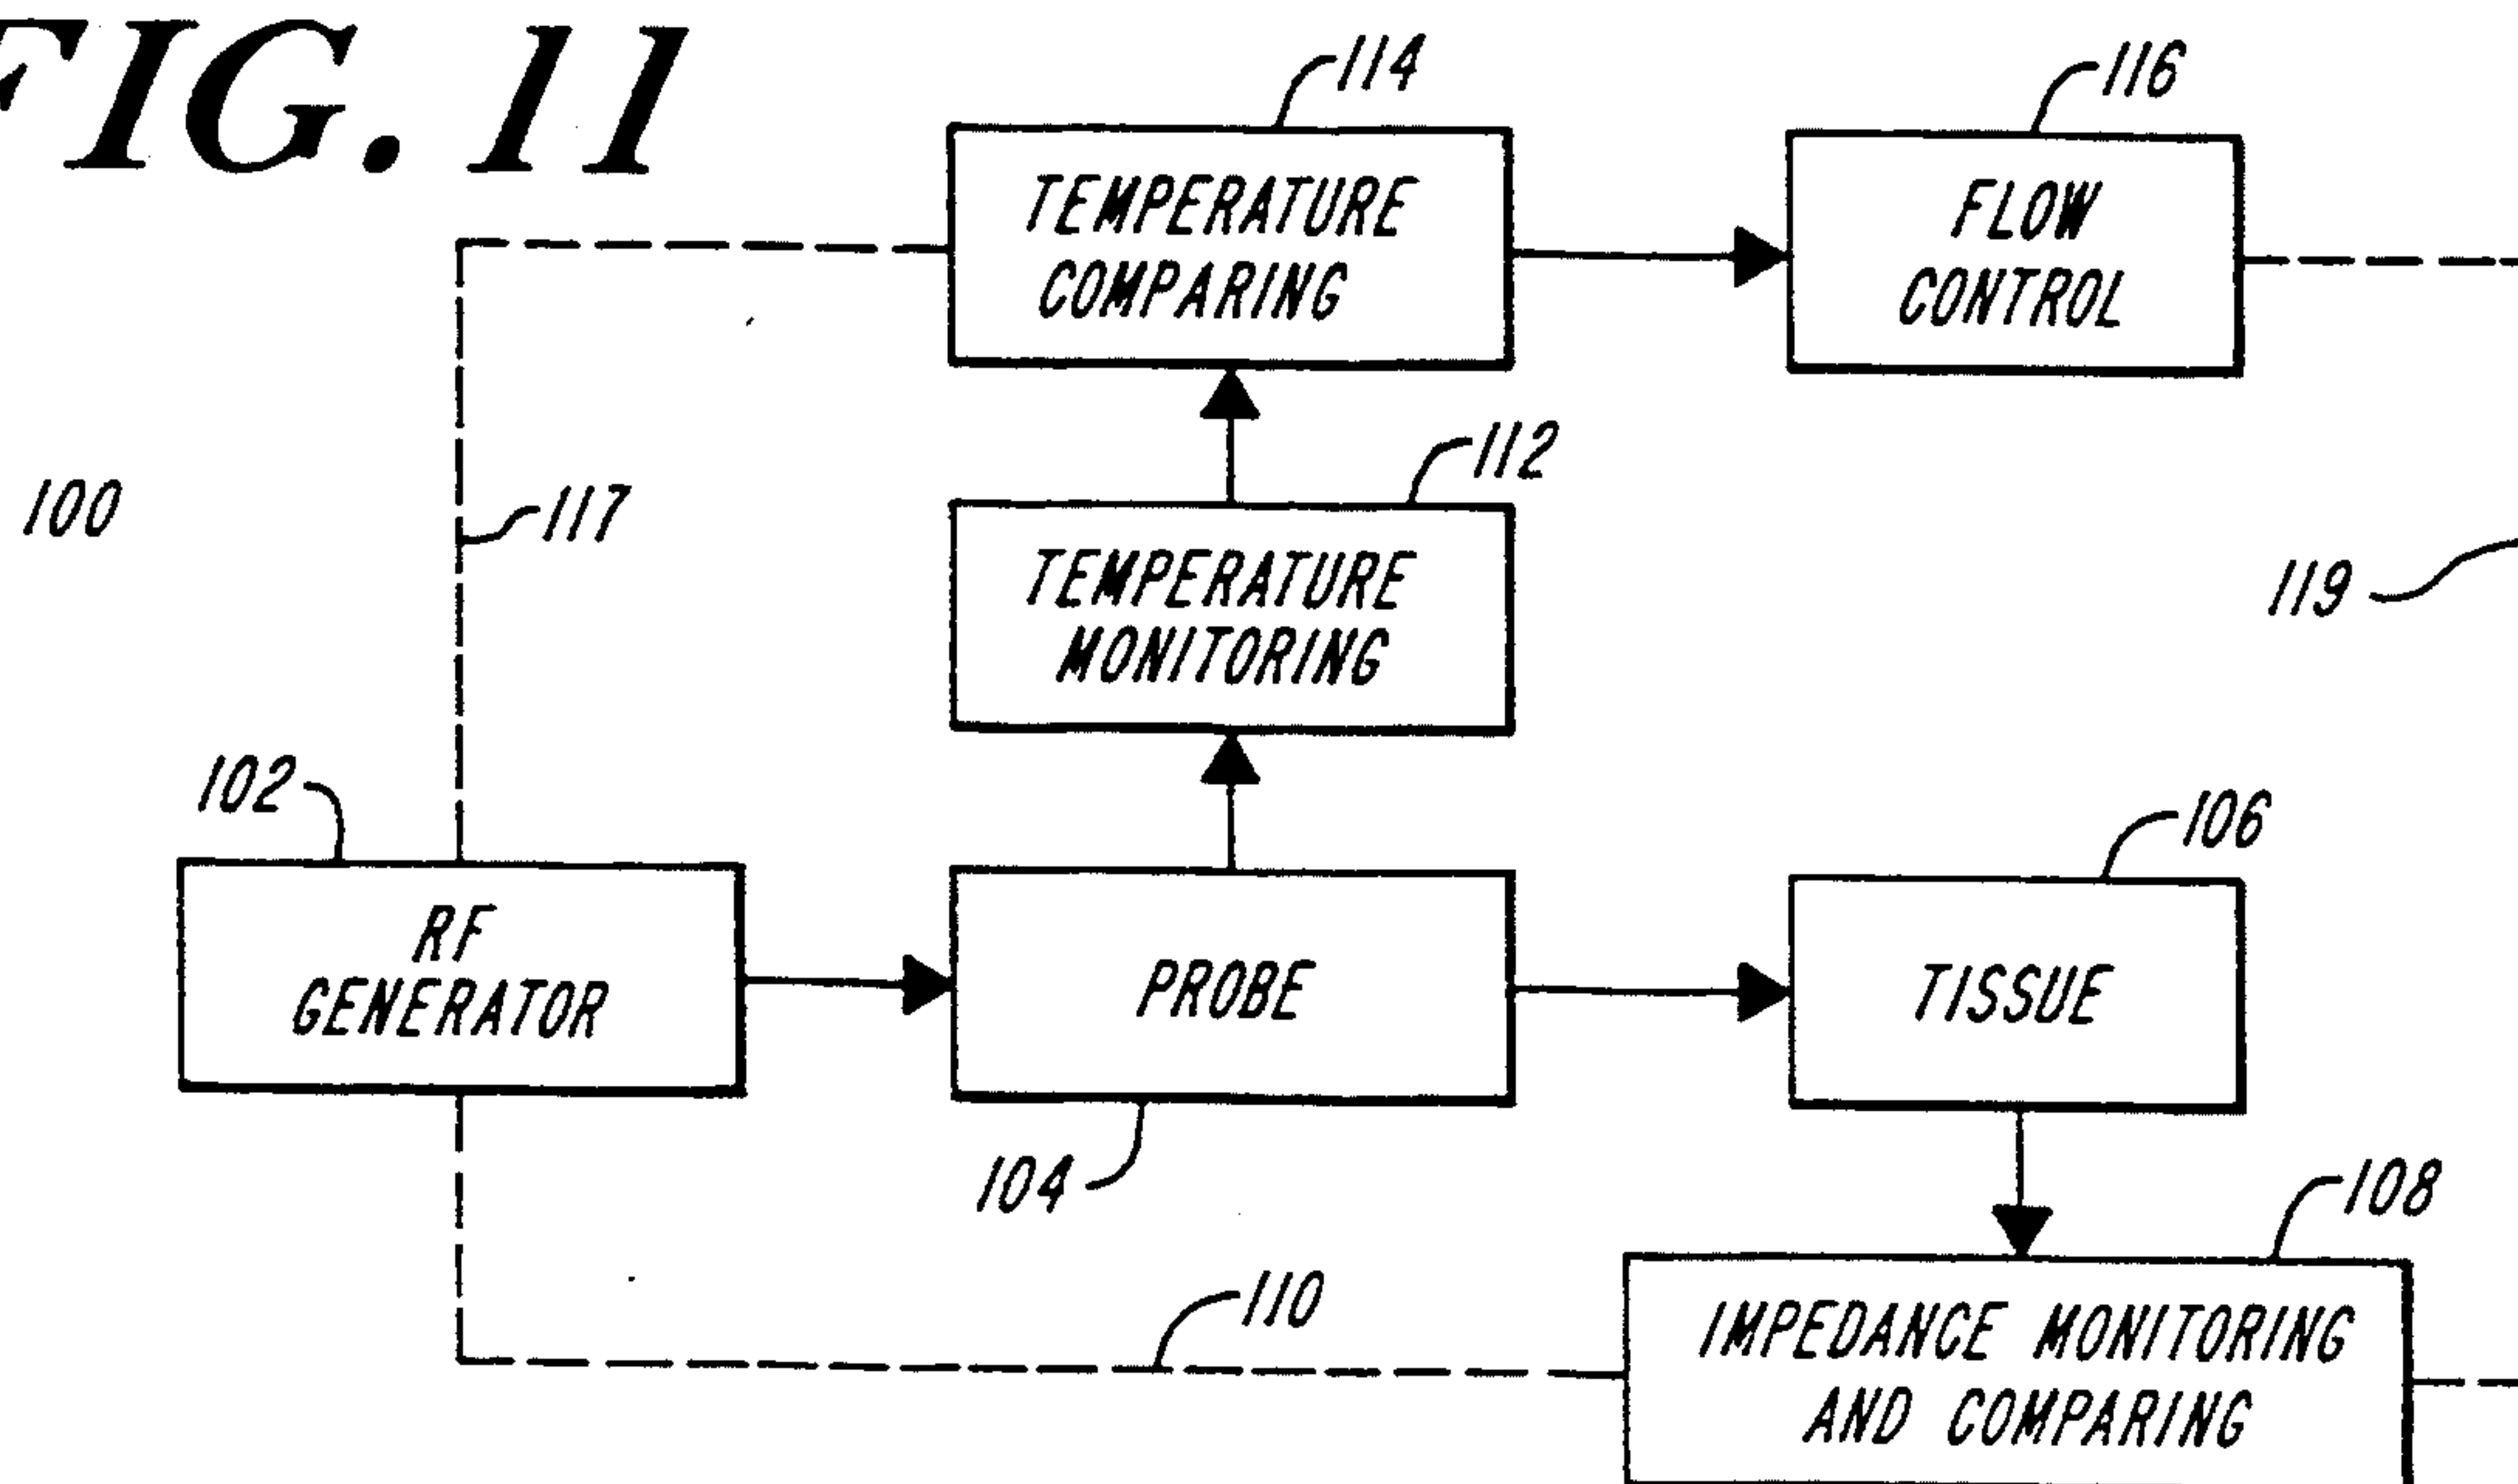 FIG. 11
114
116
TEMPERATURE
COMPARING
FLOW
CONTROL
112
100
117
TEMPERATURE
MONITORING
119
102
106
RF
GENERATOR
PROBE
TISSUE
104
108
110
IMPEDANCE MONITORING
AND COMPARING